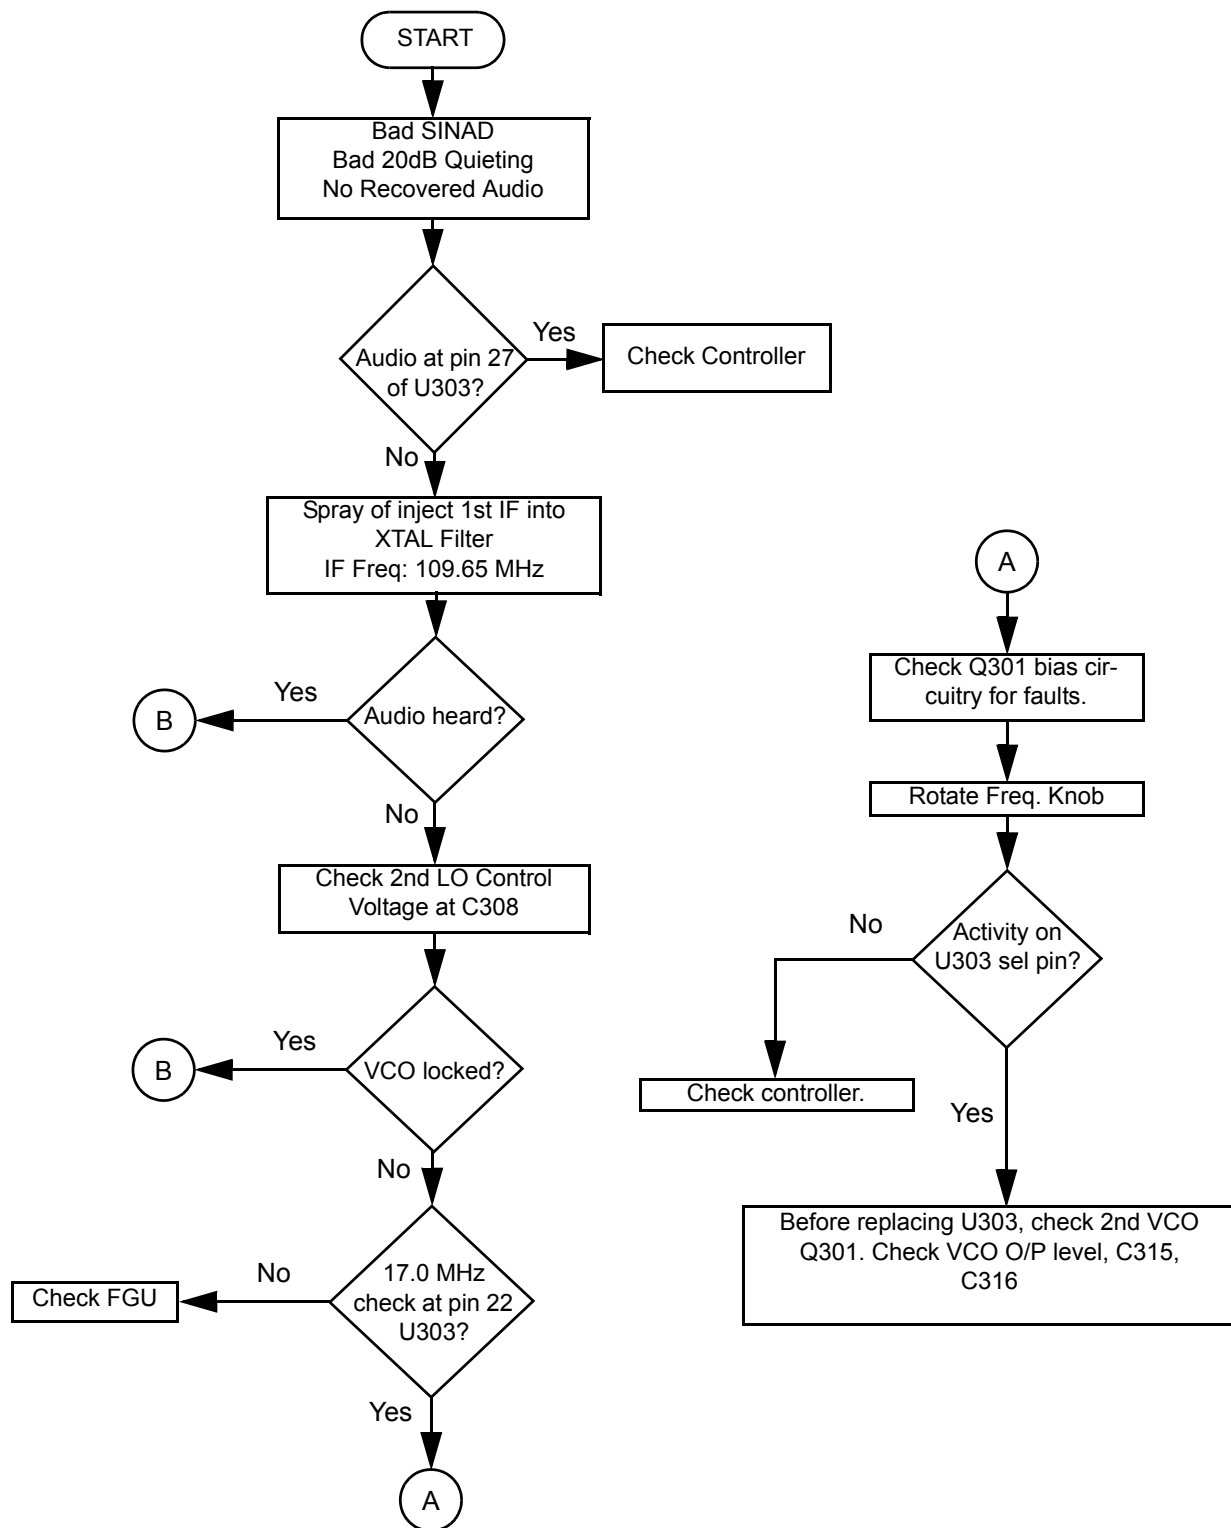 START
Bad SINAD
Bad 20dB Quieting
No Recovered Audio
Audio at pin 27
of U303?
Yes
Check Controller
No
Spray of inject 1st IF into
XTAL Filter
IF Freq: 109.65 MHz
Audio heard?
Yes
B
No
Check 2nd LO Control
Voltage at C308
VCO locked?
Yes
B
No
17.0 MHz
check at pin 22
U303?
No
Check FGU
Yes
A
A
Check Q301 bias cir-
cuitry for faults.
Rotate Freq. Knob
Activity on
U303 sel pin?
No
Check controller.
Yes
Before replacing U303, check 2nd VCO
Q301. Check VCO O/P level, C315,
C316